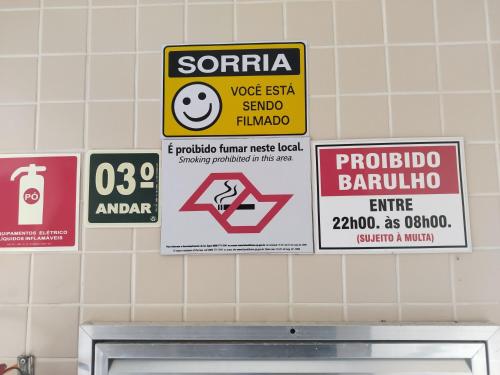 SORRIA
VOCÊ ESTÁ
SENDO
FILMADO
É proibido fumar neste local.
Smoking prohibited in this area.
PÓ
EQUIPAMENTOS ELÉTRICO
LÍQUIDOS INFLAMÁVEIS
03º
ANDAR
PROIBIDO
BARULHO
ENTRE
22h00. às 08h00.
(SUJEITO À MULTA)